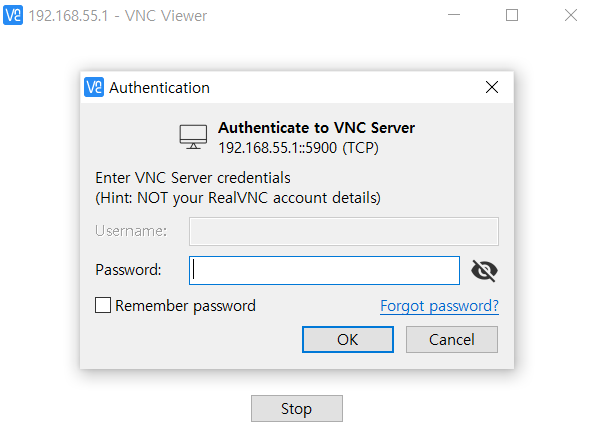 192.168.55.1 - VNC Viewer
Authentication
Authenticate to VNC Server
192.168.55.1::5900 (TCP)
Enter VNC Server credentials
(Hint: NOT your RealVNC account details)
Username:
Password:
Remember password Forgot password?
OK Cancel
Stop